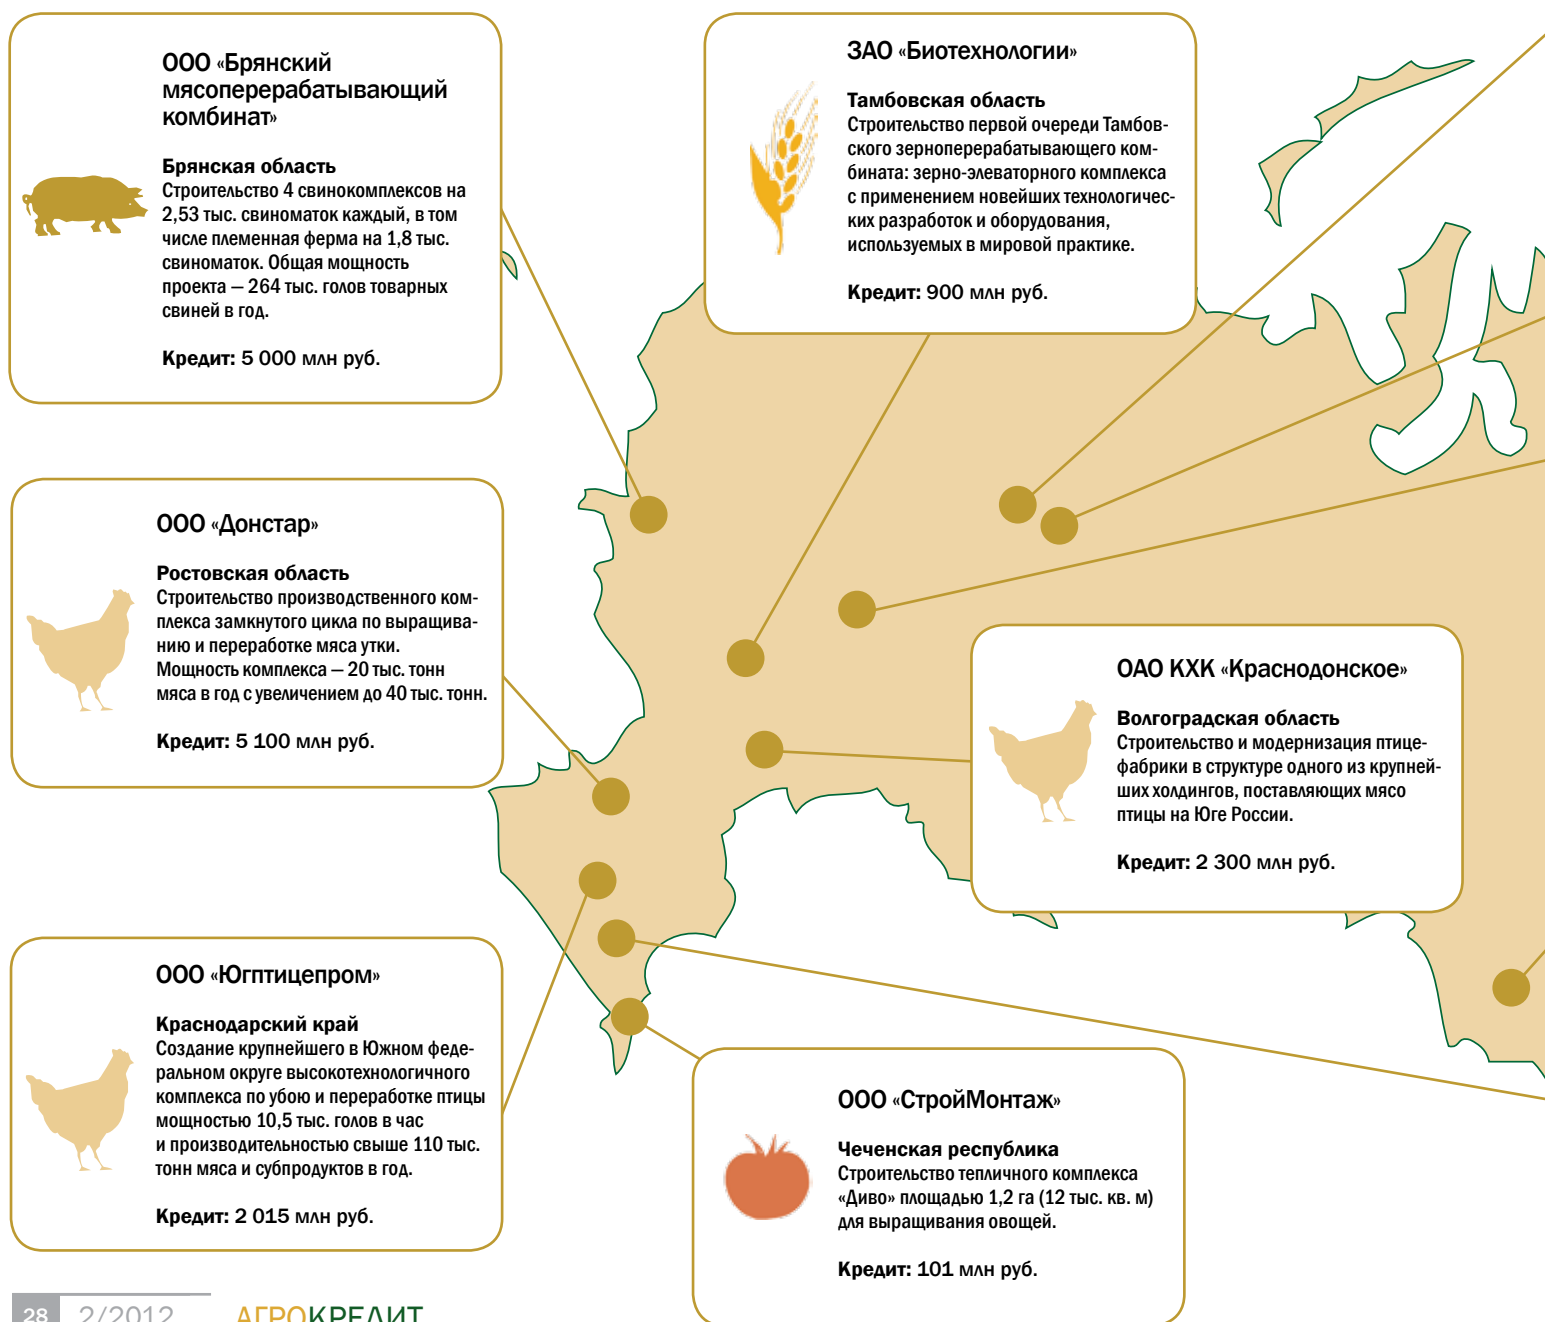 ООО «Брянский
мясоперерабатывающий
комбинат»
Брянская область
Строительство 4 свинокомплексов на
2,53 тыс. свиноматок каждый, в том
числе племенная ферма на 1,8 тыс.
свиноматок. Общая мощность
проекта — 264 тыс. голов товарных
свиней в год.
Кредит: 5 000 млн руб.
ЗАО «Биотехнологии»
Тамбовская область
Строительство первой очереди Тамбов-
ского зерноперерабатывающего ком-
бината: зерно-элеваторного комплекса
с применением новейших технологичес-
ких разработок и оборудования,
используемых в мировой практике.
Кредит: 900 млн руб.
ООО «Донстар»
Ростовская область
Строительство производственного ком-
плекса замкнутого цикла по выращива-
нию и переработке мяса утки.
Мощность комплекса — 20 тыс. тонн
мяса в год с увеличением до 40 тыс. тонн.
Кредит: 5 100 млн руб.
ОАО КХК «Краснодонское»
Волгоградская область
Строительство и модернизация птице-
фабрики в структуре одного из крупней-
ших холдингов, поставляющих мясо
птицы на Юге России.
Кредит: 2 300 млн руб.
ООО «Югптицепром»
Краснодарский край
Создание крупнейшего в Южном феде-
ральном округе высокотехнологичного
комплекса по убою и переработке птицы
мощностью 10,5 тыс. голов в час
и производительностью свыше 110 тыс.
тонн мяса и субпродуктов в год.
Кредит: 2 015 млн руб.
ООО «СтройМонтаж»
Чеченская республика
Строительство тепличного комплекса
«Диво» площадью 1,2 га (12 тыс. кв. м)
для выращивания овощей.
Кредит: 101 млн руб.
28 2/2012 АГРОКРЕДИТ